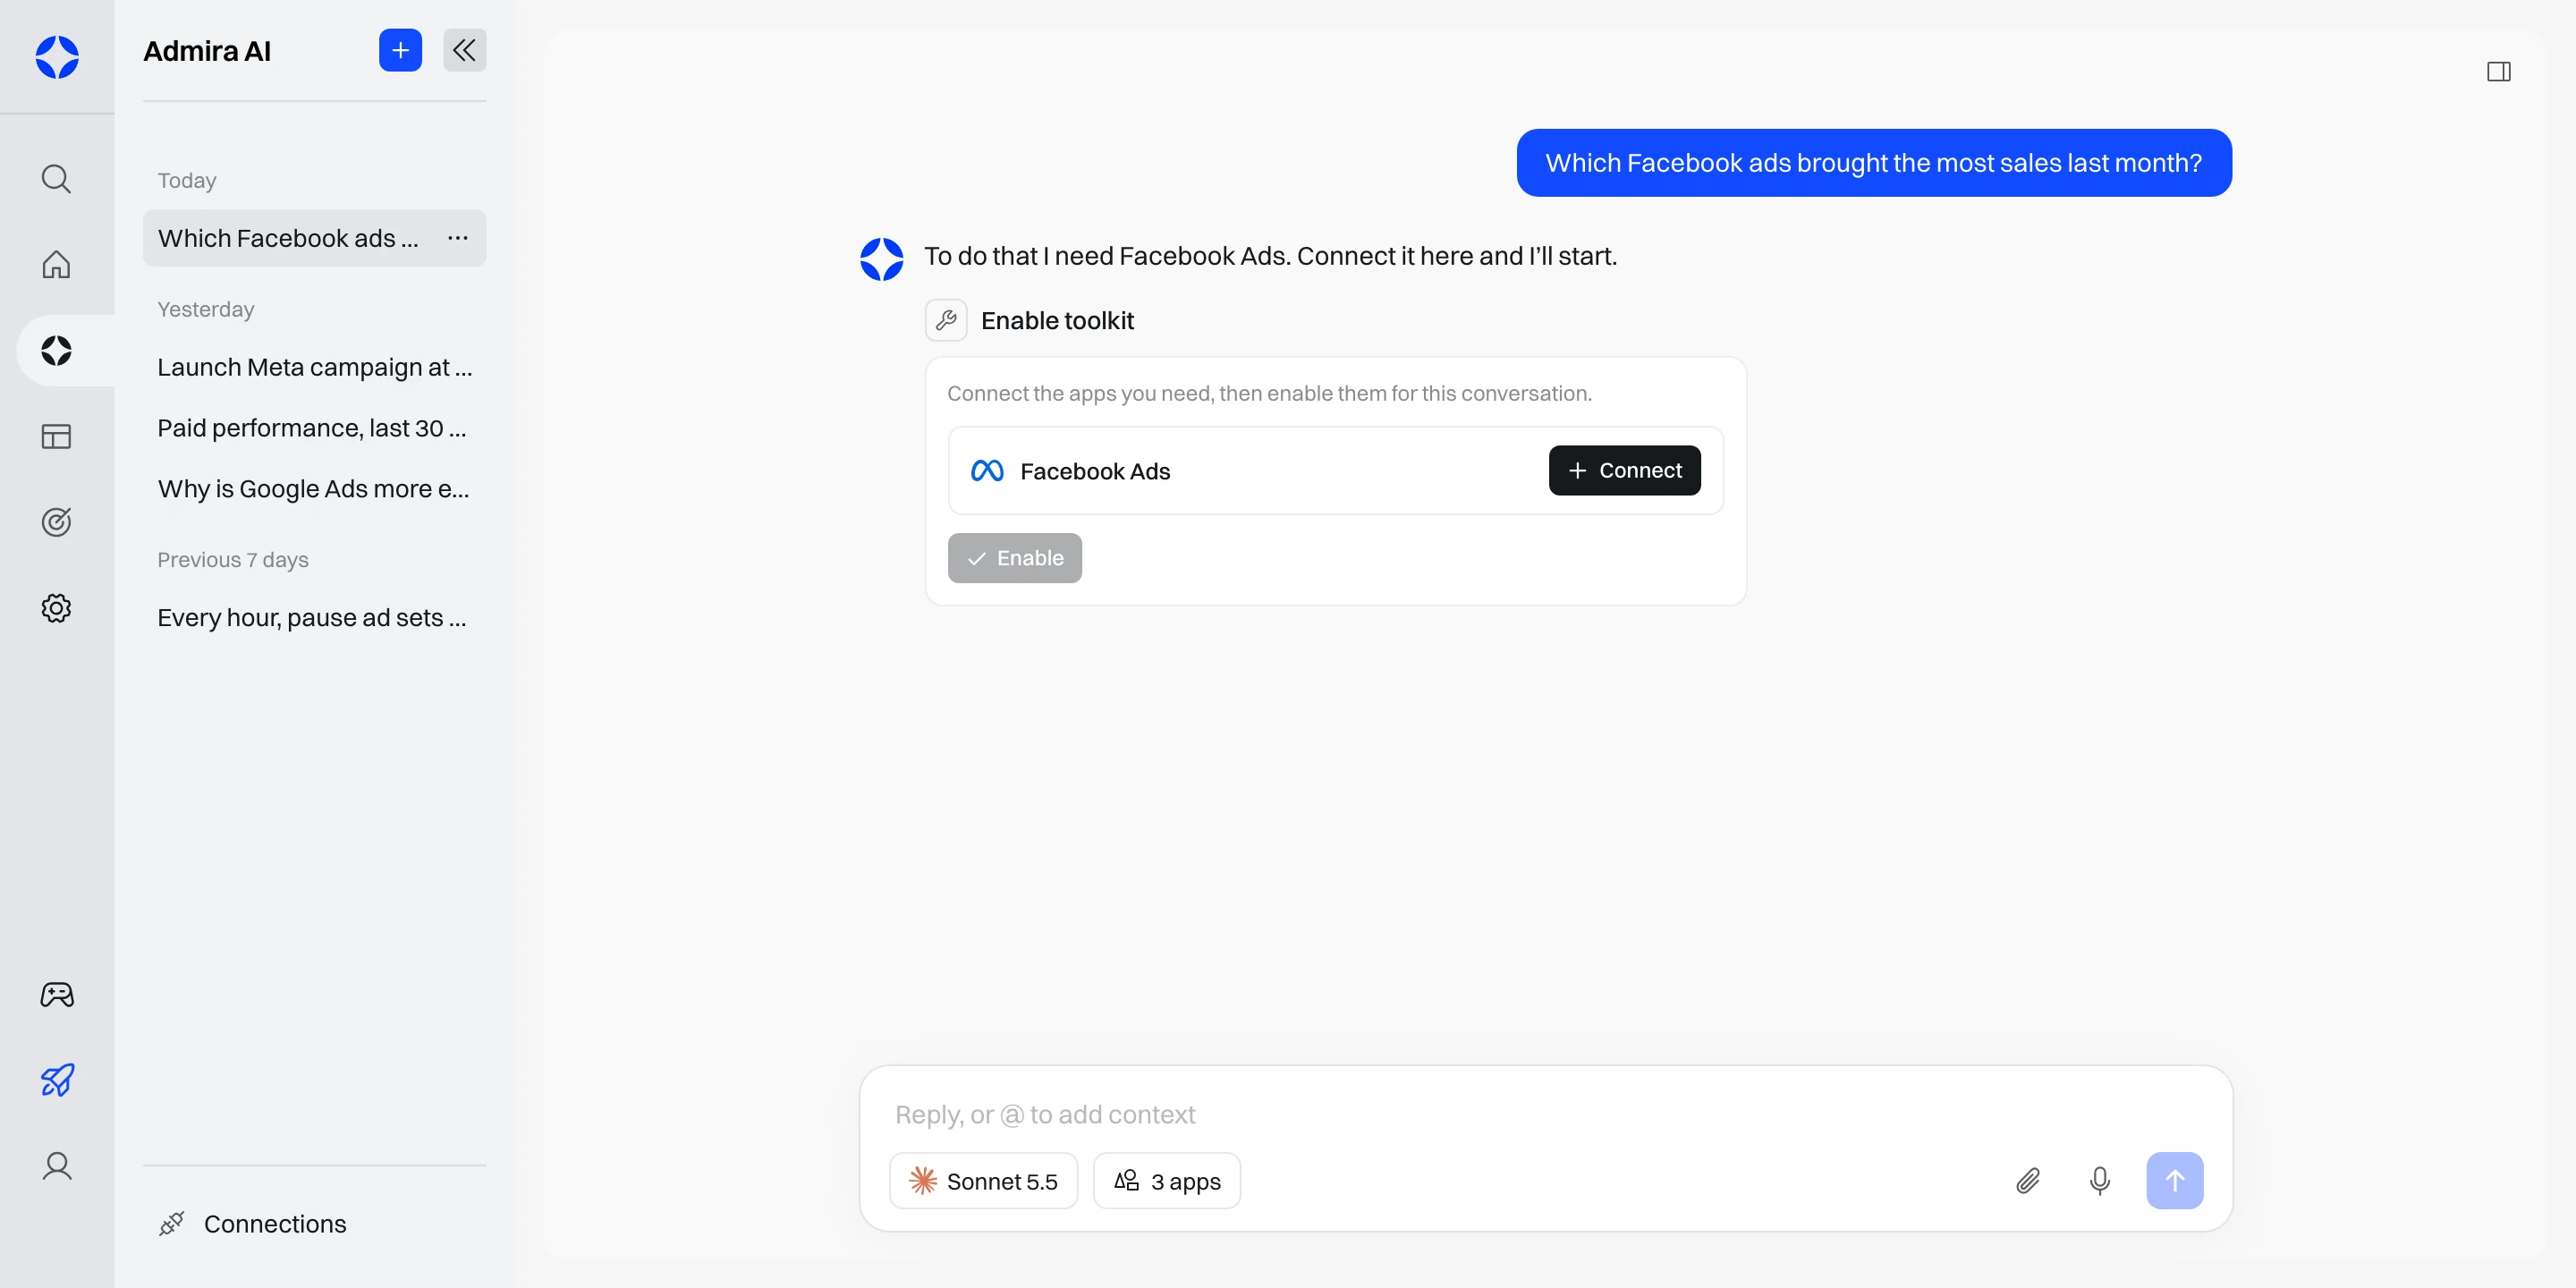 Admira AI
Today
Which Facebook ads ...
Yesterday
Launch Meta campaign at ...
Paid performance, last 30 ...
Why is Google Ads more e...
Previous 7 days
Every hour, pause ad sets ...
Connections
Which Facebook ads brought the most sales last month?
To do that I need Facebook Ads. Connect it here and I’ll start.
Enable toolkit
Connect the apps you need, then enable them for this conversation.
Facebook Ads
Connect
Enable
Reply, or @ to add context
Sonnet 5.5
3 apps